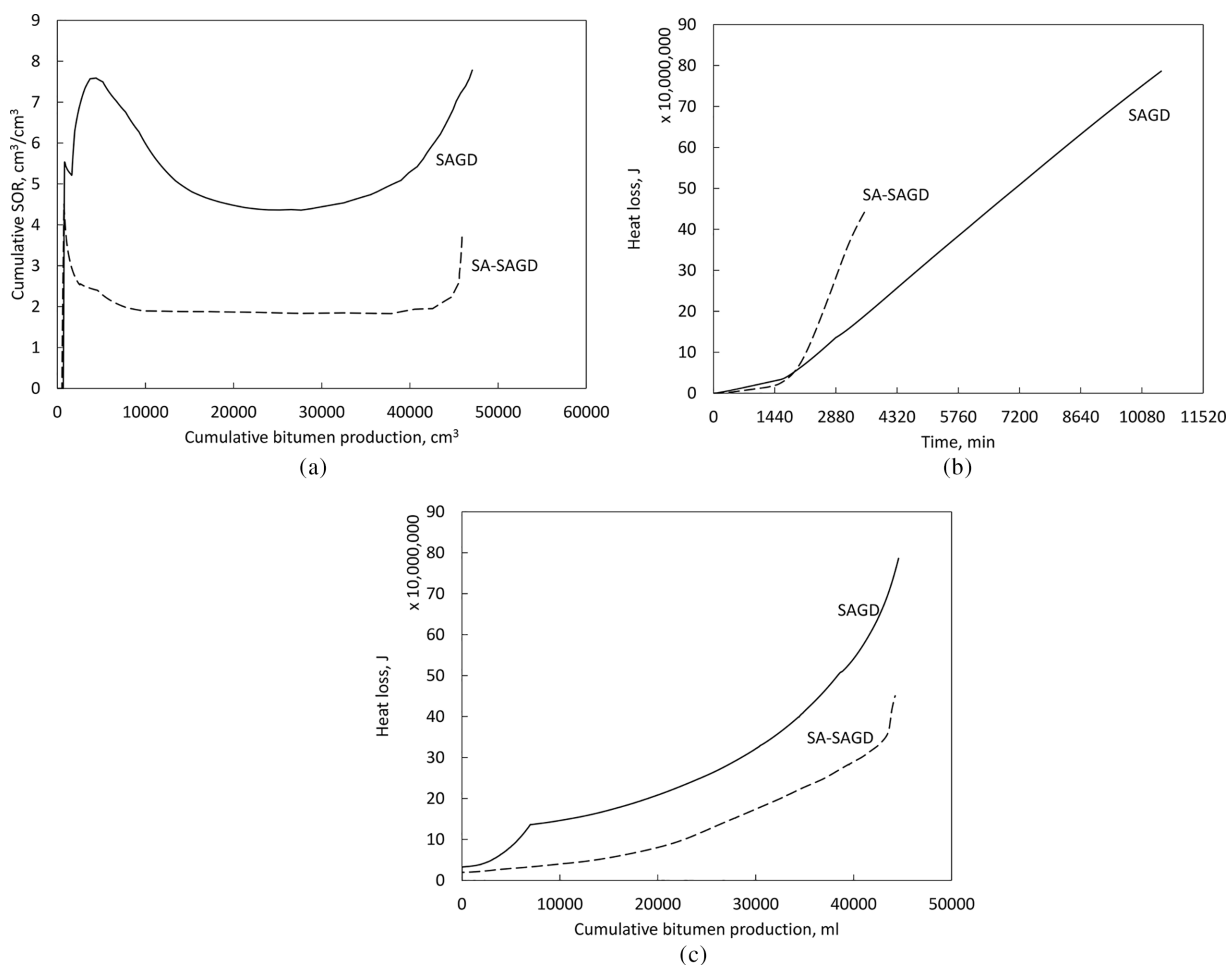 9
8
7
6
5
4
3
2
1
0
Cumulative SOR, cm³/cm³
SAGD
SA-SAGD
0 10000 20000 30000 40000 50000 60000
Cumulative bitumen production, cm³
(a)
x 10,000,000
90
80
70
60
50
40
30
20
10
0
Heat loss, J
SAGD
SA-SAGD
0 1440 2880 4320 5760 7200 8640 10080 11520
Time, min
(b)
x 10,000,000
90
80
70
60
50
40
30
20
10
0
Heat loss, J
SAGD
SA-SAGD
0 10000 20000 30000 40000 50000
Cumulative bitumen production, ml
(c)